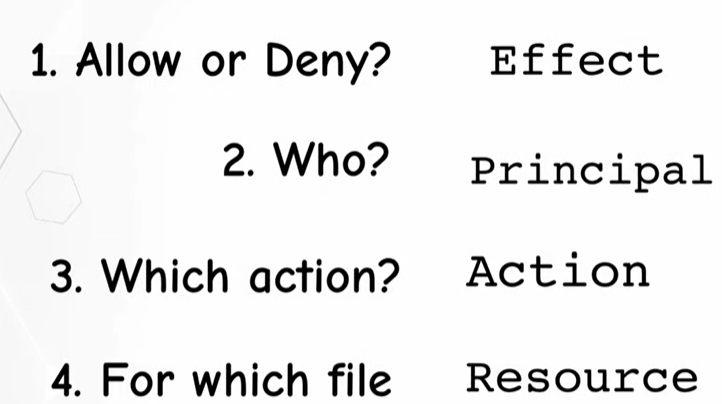 1. Allow or Deny? Effect
2. Who? Principal
3. Which action? Action
4. For which file Resource